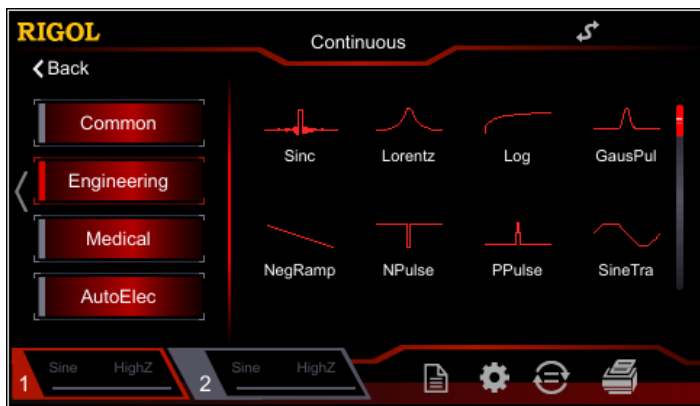 RIGOL
Continuous
Back
Common
Engineering
Medical
AutoElec
Sinc Lorentz Log GausPul
NegRamp NPulse PPulse SineTra
1 Sine HighZ 2 Sine HighZ